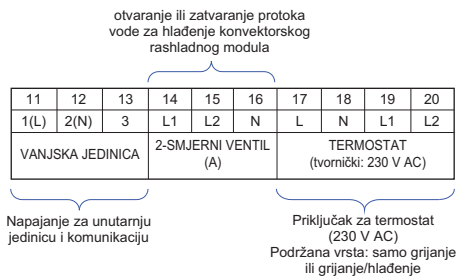 otvaranje ili zatvaranje protoka
vode za hlađenje konvektorskog
rashladnog modula
11 12 13 14 15 16 17 18 19 20
1(L) 2(N) 3 L1 L2 N L N L1 L2
VANJSKA JEDINICA
2-SMJERNI VENTIL
(A)
TERMOSTAT
(tvornički: 230 V AC)
Napajanje za unutarnju
jedinicu i komunikaciju
Priključak za termostat
(230 V AC)
Podržana vrsta: samo grijanje
ili grijanje/hlađenje